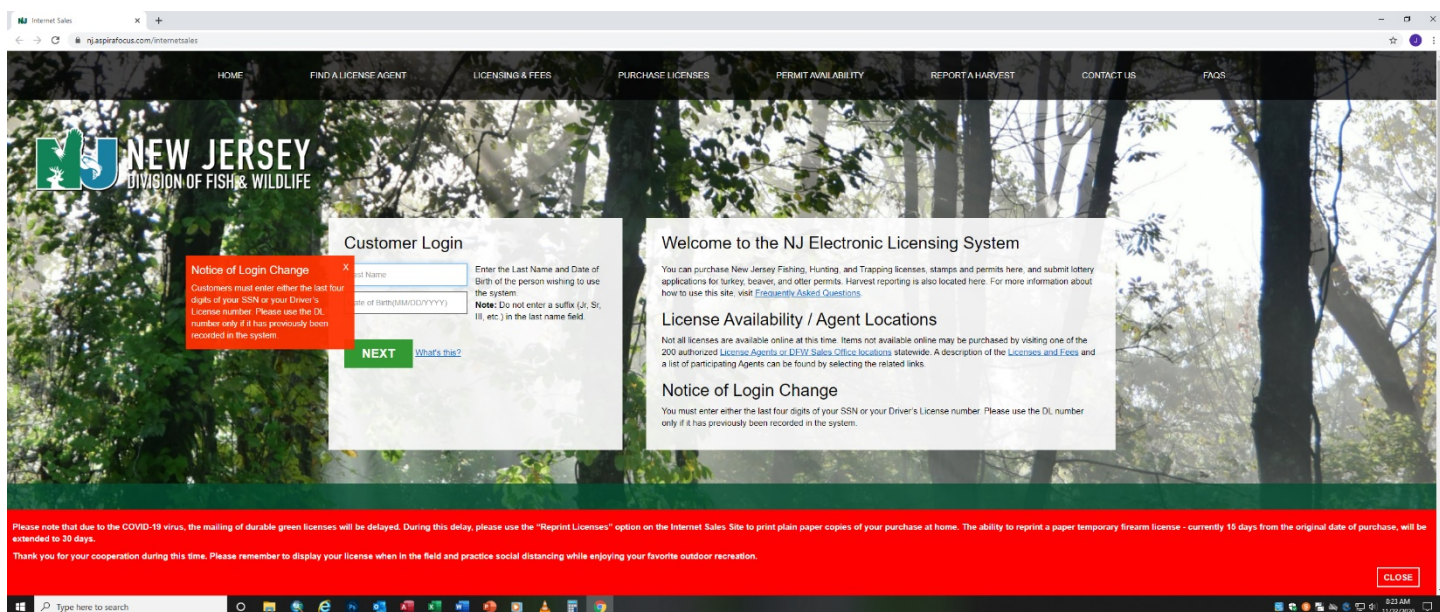 Internet Sales
nj.aspirafocus.com/internetsales
HOME FIND A LICENSE AGENT LICENSING & FEES PURCHASE LICENSES PERMIT AVAILABILITY REPORT A HARVEST CONTACT US FAQS
NEW JERSEY
DIVISION OF FISH & WILDLIFE
Notice of Login Change X
Customers must enter either the last four
digits of your SSN or your Driver's
License number. Please use the DL
number only if it has previously been
recorded in the system.
Customer Login
Name
of Birth(MM/DD/YYYY)
Enter the Last Name and Date of
Birth of the person wishing to use
the system.
Note: Do not enter a suffix (Jr, Sr,
III, etc.) in the last name field.
NEXT What's this?
Welcome to the NJ Electronic Licensing System
You can purchase New Jersey Fishing, Hunting, and Trapping licenses, stamps and permits here, and submit lottery
applications for turkey, beaver, and otter permits. Harvest reporting is also located here. For more information about
how to use this site, visit Frequently Asked Questions.
License Availability / Agent Locations
Not all licenses are available online at this time. Items not available online may be purchased by visiting one of the
200 authorized License Agents or DFW Sales Office locations statewide. A description of the Licenses and Fees and
a list of participating Agents can be found by selecting the related links.
Notice of Login Change
You must enter either the last four digits of your SSN or your Driver's License number. Please use the DL number
only if it has previously been recorded in the system.
Please note that due to the COVID-19 virus, the mailing of durable green licenses will be delayed. During this delay, please use the "Reprint Licenses" option on the Internet Sales Site to print plain paper copies of your purchase at home. The ability to reprint a paper temporary firearm license - currently 15 days from the original date of purchase, will be
extended to 30 days.
Thank you for your cooperation during this time. Please remember to display your license when in the field and practice social distancing while enjoying your favorite outdoor recreation.
CLOSE
Type here to search
8:23 AM